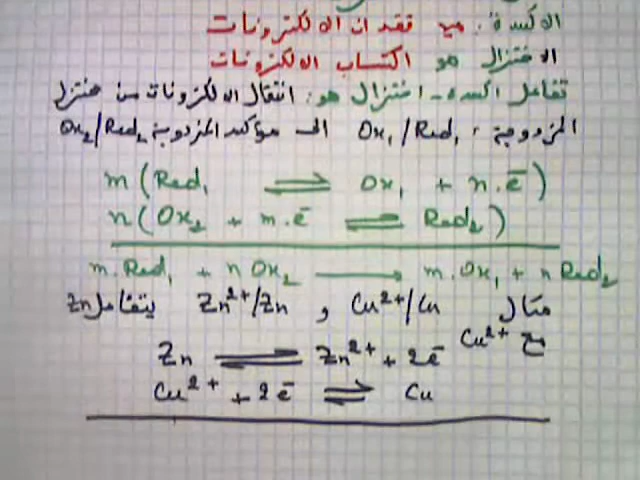 الأكسدة: هي فقدان الالكترونات
الاختزال هو اكتساب الالكترونات
تفاعل اكسدة - اختزال هو: انتقال الالكترونات من مختزل
المزدوجة Ox₁/Red₁ الى مؤكسد المزدوجة Ox₂/Red₂
m(Red₁ ⇌ Ox₁ + n.e⁻)
n(Ox₂ + m.e⁻ ⇌ Red₂)
m.Red₁ + n Ox₂ → m.Ox₁ + n Red₂
مثال Cu²⁺/Cu و Zn²⁺/Zn يتفاعل Zn
مع Cu²⁺
Zn ⇌ Zn²⁺ + 2e⁻
Cu²⁺ + 2e⁻ ⇌ Cu